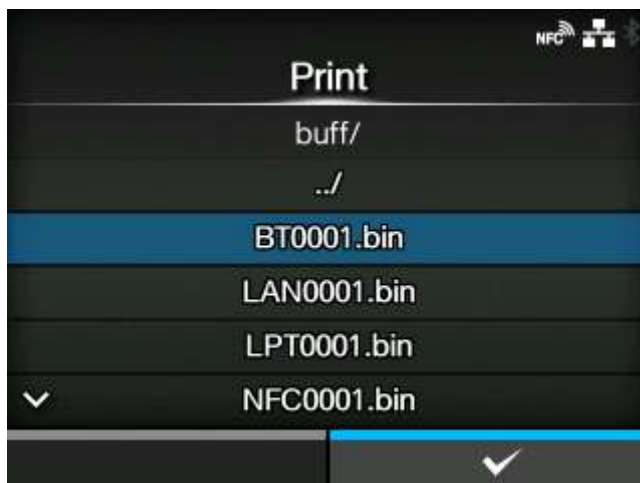 NFC
Print
buff/
../
BT0001.bin
LAN0001.bin
LPT0001.bin
NFC0001.bin